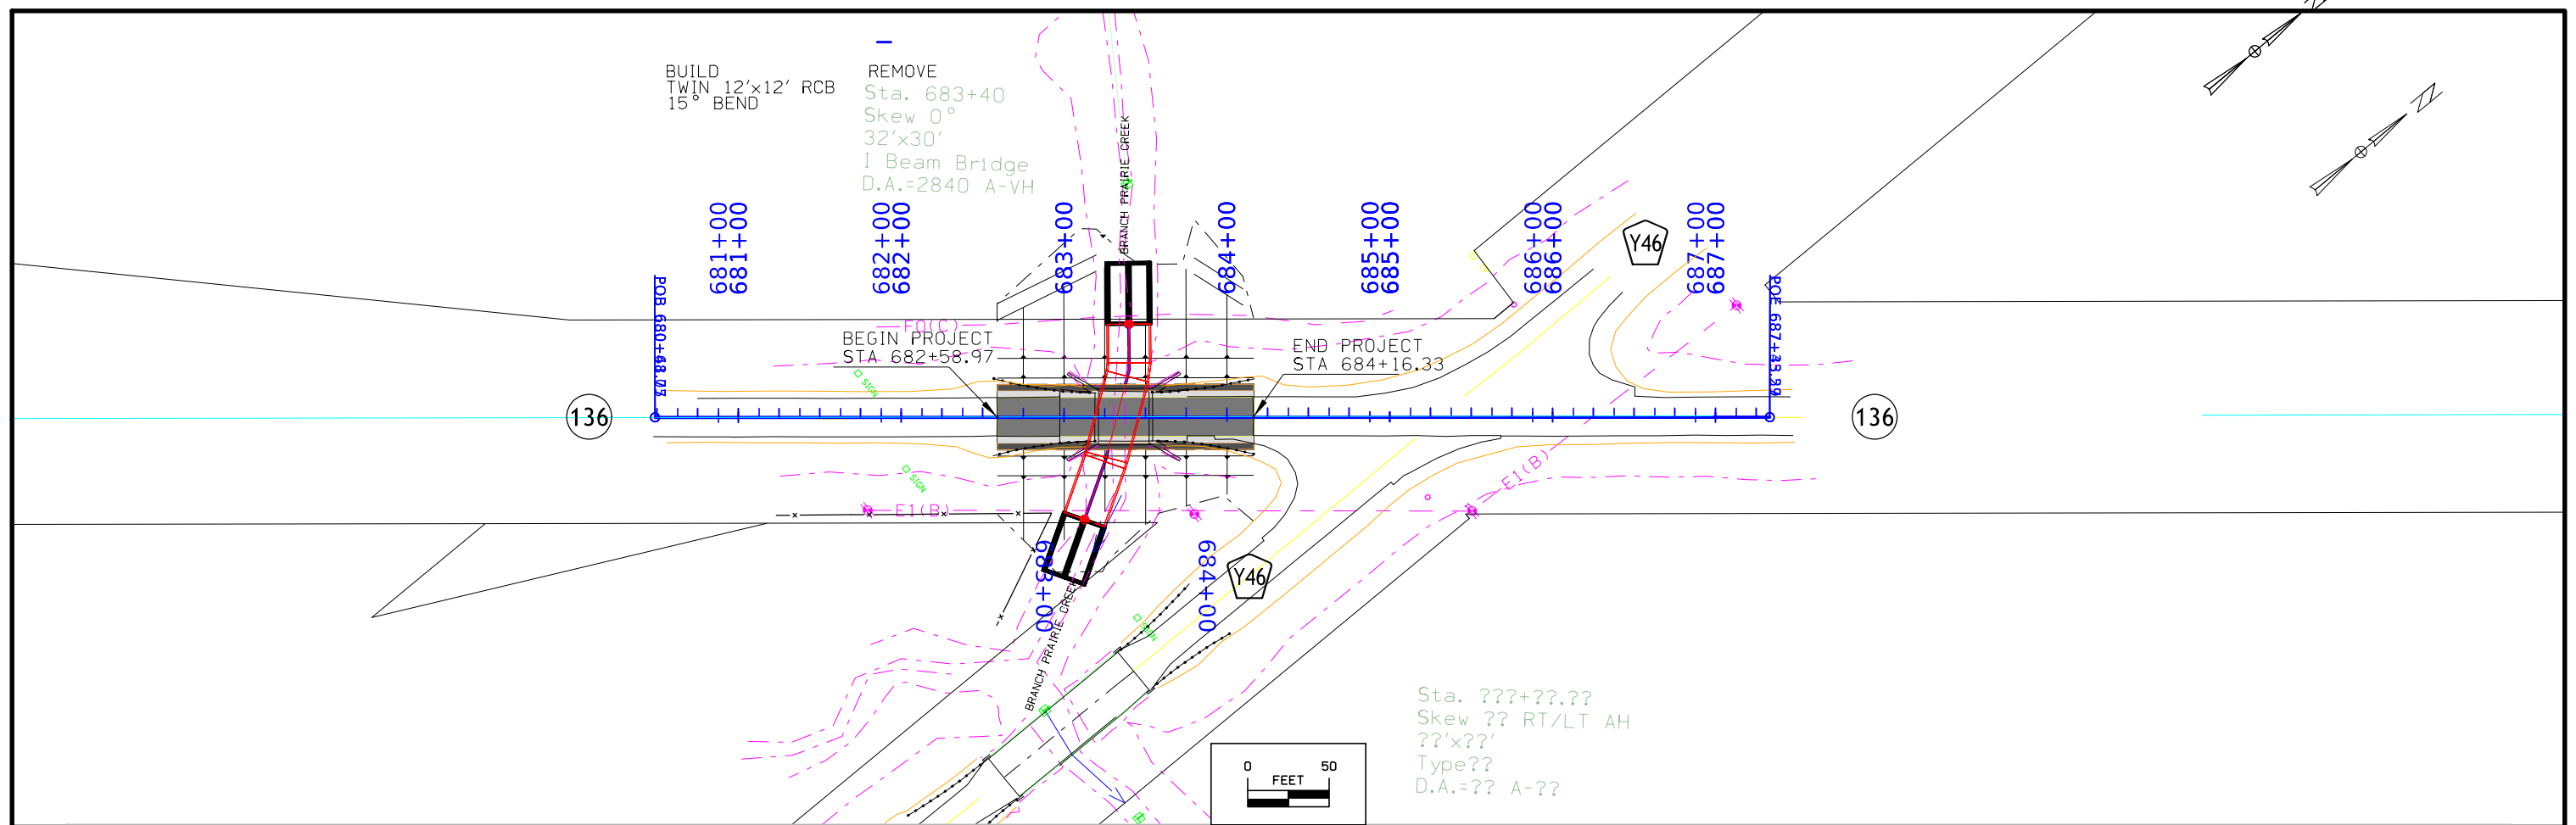 BUILD
TWIN 12'x12' RCB
15° BEND
REMOVE
Sta. 683+40
Skew 0°
32'x30'
I Beam Bridge
D.A.=2840 A-VH
BRANCH PRAIRIE CREEK
N
681+00
681+00
682+00
682+00
683+00
684+00
685+00
685+00
686+00
686+00
687+00
687+00
Y46
FO(C)
BEGIN PROJECT
STA 682+58.97
END PROJECT
STA 684+16.33
SIGN
136
136
SIGN
E1(B)
E1(B)
683+00
684+00
Y46
BRANCH PRAIRIE CREEK
SIGN
Sta. ???+??.??
Skew ?? RT/LT AH
??'x??'
Type??
D.A.=?? A-??
0 50
FEET